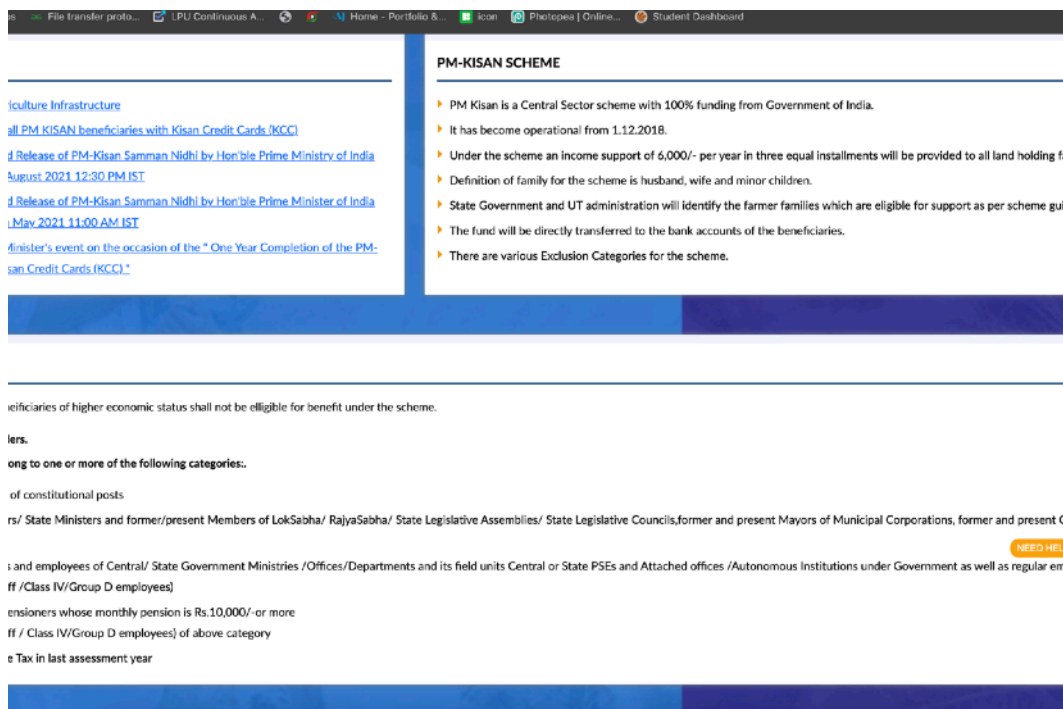 File transfer proto... LPU Continuous A... Home - Portfolio &... icon Photopea | Online... Student Dashboard
iculture Infrastructure
all PM KISAN beneficiaries with Kisan Credit Cards (KCC)
d Release of PM-Kisan Samman Nidhi by Hon'ble Prime Ministry of India
August 2021 12:30 PM IST
d Release of PM-Kisan Samman Nidhi by Hon'ble Prime Minister of India
May 2021 11:00 AM IST
Minister's event on the occasion of the " One Year Completion of the PM-
san Credit Cards (KCC) "
PM-KISAN SCHEME
PM Kisan is a Central Sector scheme with 100% funding from Government of India.
It has become operational from 1.12.2018.
Under the scheme an income support of 6,000/- per year in three equal installments will be provided to all land holding f
Definition of family for the scheme is husband, wife and minor children.
State Government and UT administration will identify the farmer families which are eligible for support as per scheme gui
The fund will be directly transferred to the bank accounts of the beneficiaries.
There are various Exclusion Categories for the scheme.
eificiaries of higher economic status shall not be elligible for benefit under the scheme.
lers.
ong to one or more of the following categories:.
of constitutional posts
rs/ State Ministers and former/present Members of LokSabha/ RajyaSabha/ State Legislative Assemblies/ State Legislative Councils,former and present Mayors of Municipal Corporations, former and present
NEED HEL
s and employees of Central/ State Government Ministries /Offices/Departments and its field units Central or State PSEs and Attached offices /Autonomous Institutions under Government as well as regular em
ff /Class IV/Group D employees)
ensioners whose monthly pension is Rs.10,000/-or more
ff / Class IV/Group D employees) of above category
e Tax in last assessment year